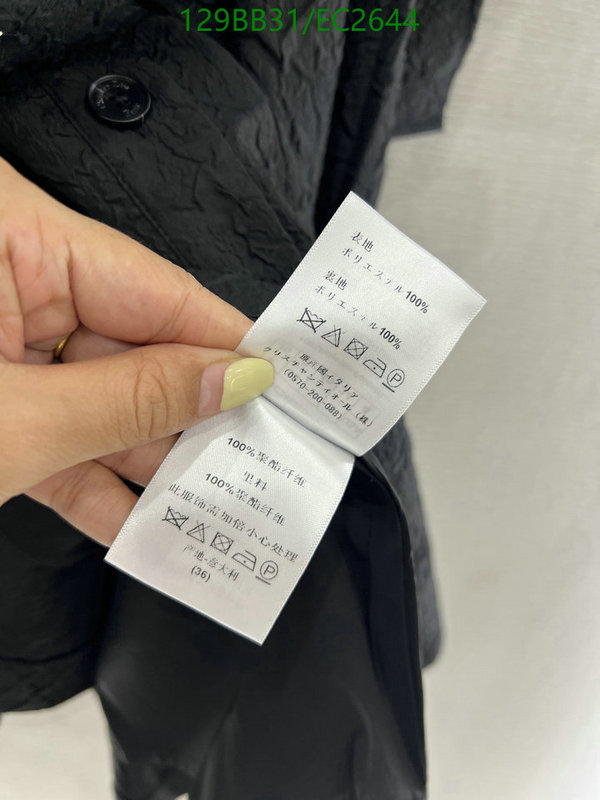 129BB31/EC2644
表地
ポリエステル100%
裏地
ポリエステル100%
原産國イタリア
クリスチャンディオール(株)
(0570-200-088)
100%聚酯纤维
里料
100%聚酯纤维
此服饰需加倍小心处理
产地-意大利
(36)